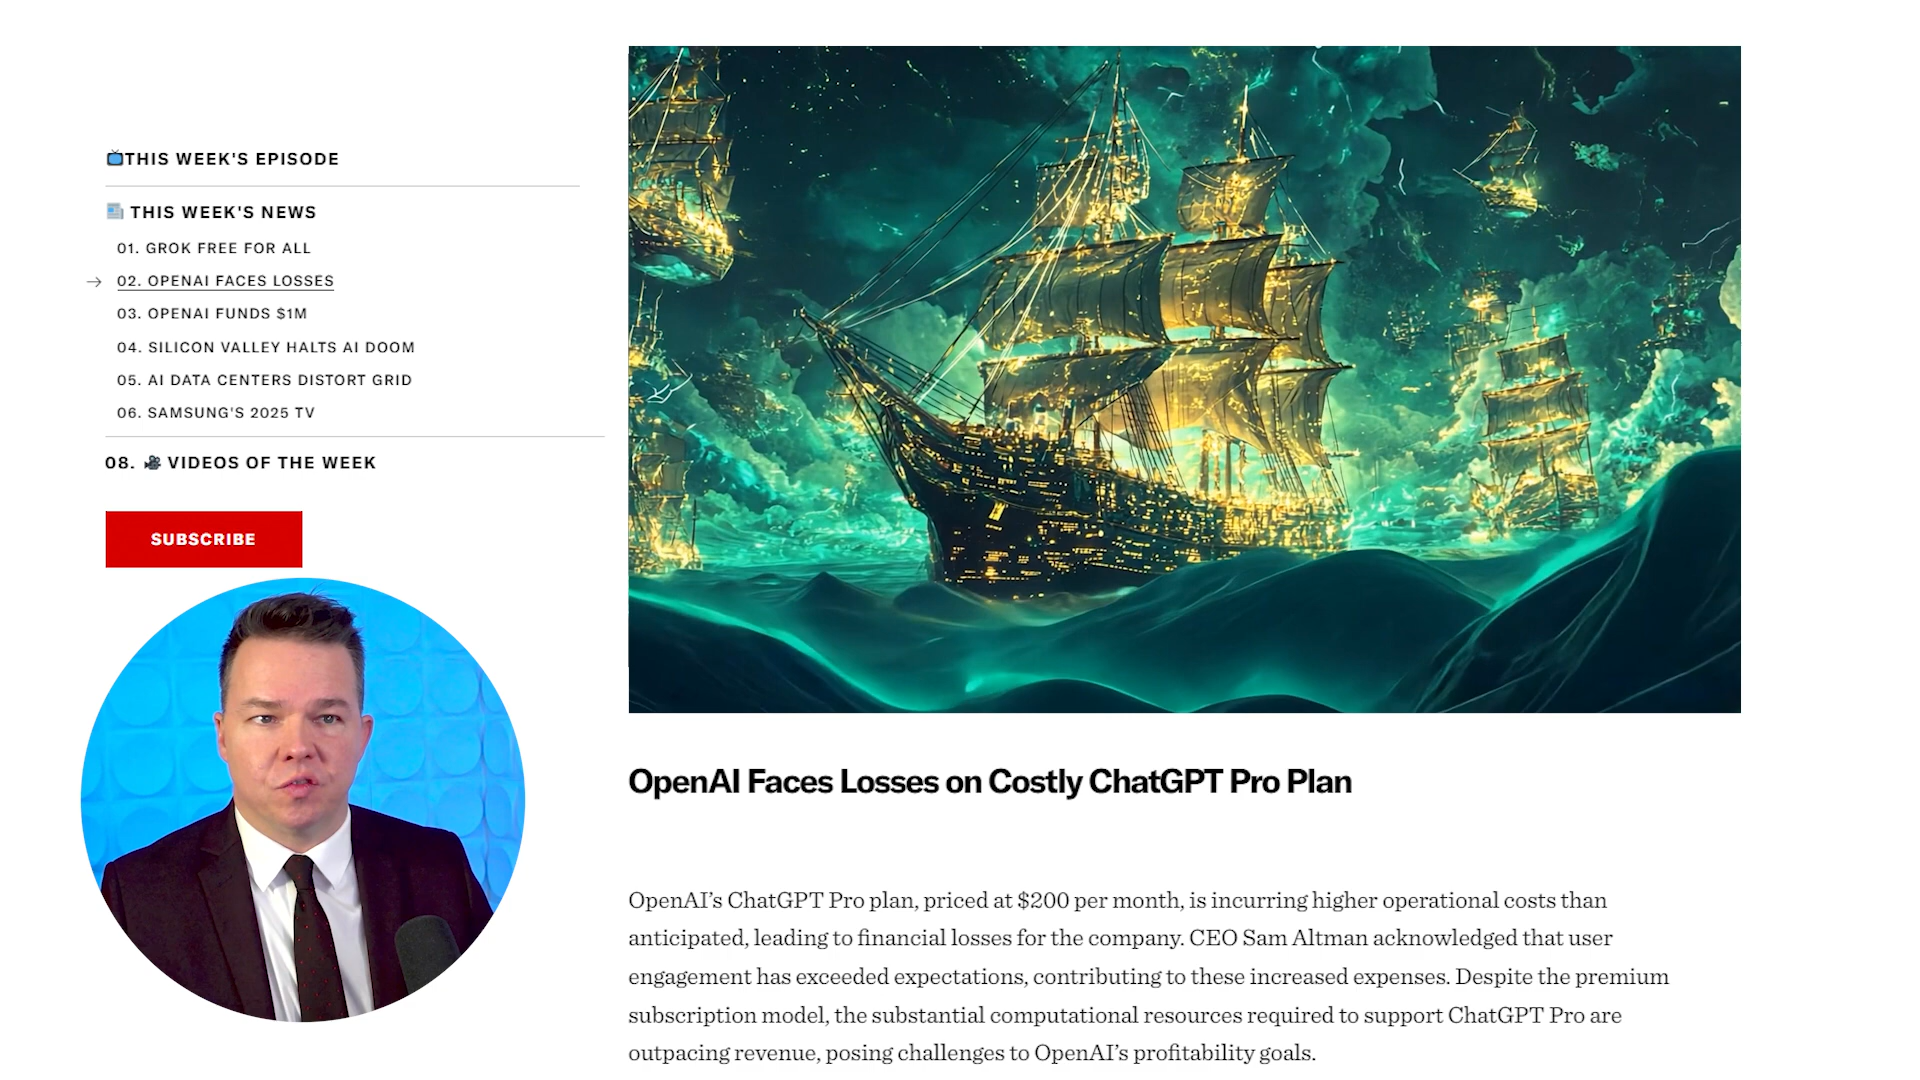 THIS WEEK'S EPISODE
THIS WEEK'S NEWS
01. GROK FREE FOR ALL
02. OPENAI FACES LOSSES
03. OPENAI FUNDS $1M
04. SILICON VALLEY HALTS AI DOOM
05. AI DATA CENTERS DISTORT GRID
06. SAMSUNG'S 2025 TV
08. VIDEOS OF THE WEEK
SUBSCRIBE
OpenAI Faces Losses on Costly ChatGPT Pro Plan
OpenAI’s ChatGPT Pro plan, priced at $200 per month, is incurring higher operational costs than
anticipated, leading to financial losses for the company. CEO Sam Altman acknowledged that user
engagement has exceeded expectations, contributing to these increased expenses. Despite the premium
subscription model, the substantial computational resources required to support ChatGPT Pro are
outpacing revenue, posing challenges to OpenAI’s profitability goals.